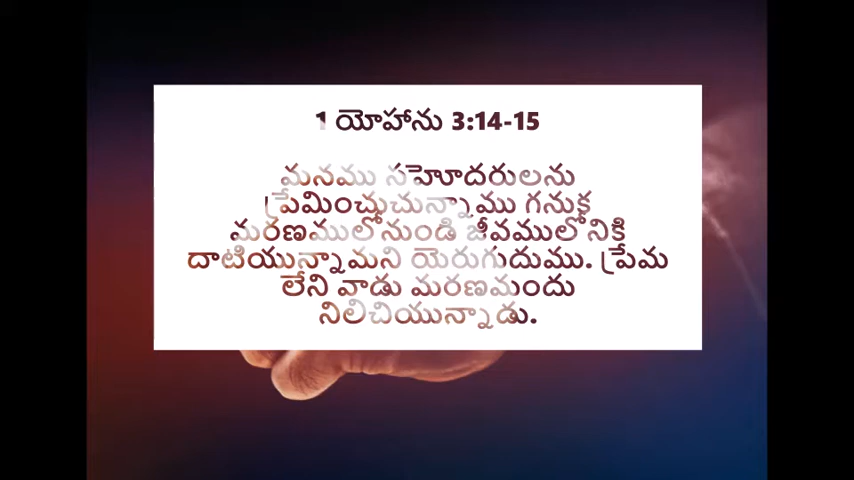 1 యోహాను 3:14-15
మనము సహోదరులను
ప్రేమించుచున్నాము గనుక
మరణములోనుండి జీవములోనికి
దాటియున్నామని యెరుగుదుము. ప్రేమ
లేని వాడు మరణమందు
నిలిచియున్నాడు.